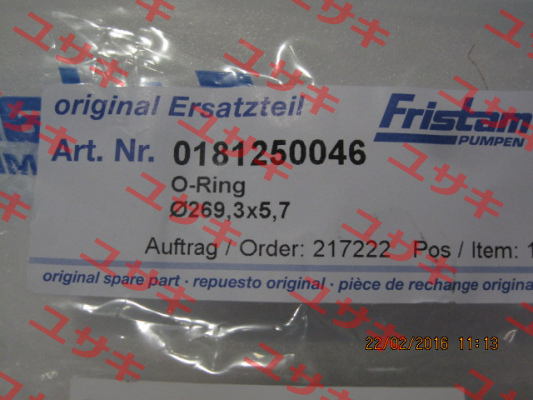 original Ersatzteil
Fristam
PUMPEN
Art. Nr. 0181250046
O-Ring
Ø269,3x5,7
Auftrag / Order: 217222 Pos / Item: 1
original spare part · repuesto original · pièce de rechange origina
22/02/2016 11:13
ユサキ